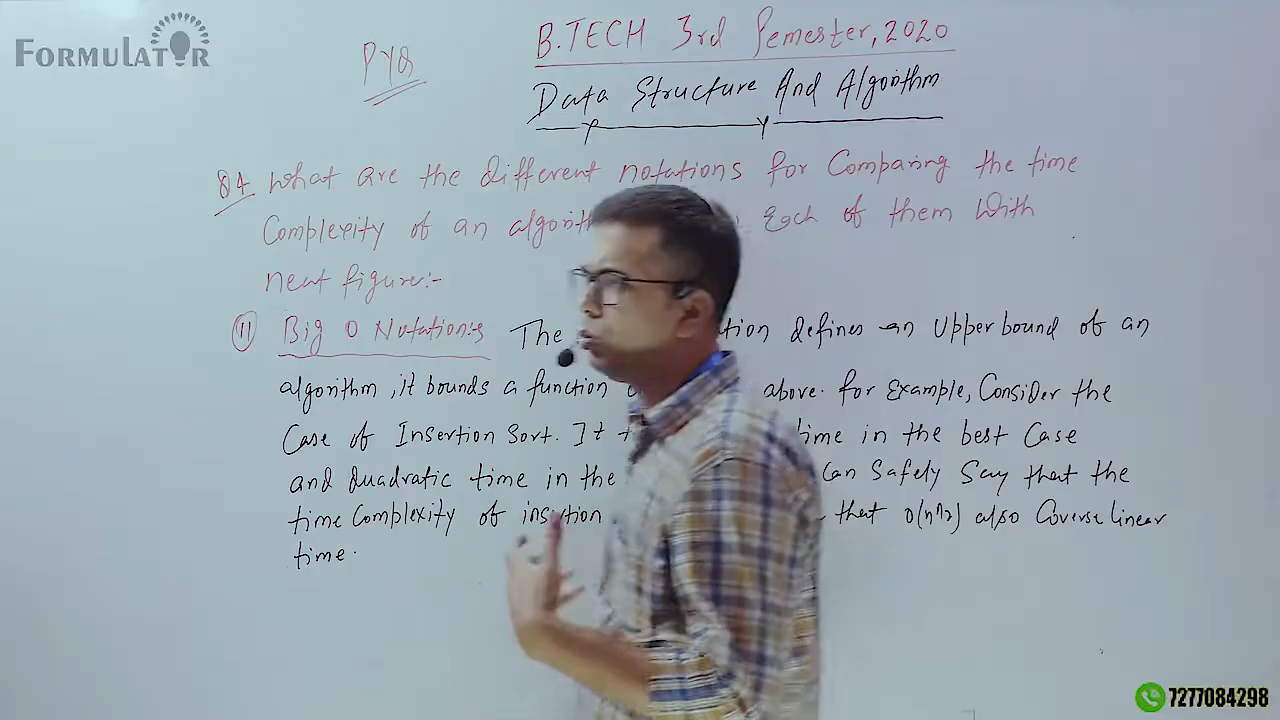 FORMULATOR
PYQ
B.TECH 3rd Semester, 2020
Data Structure And Algorithm
Q4. What are the different notations for Comparing the time
Complexity of an algorith Each of them With
neat figure:-
(ii) Big O Notation:- The tion defines an Upper bound of an
algorithm, it bounds a function above. for Example, Consider the
Case of Insertion Sort. It time in the best Case
and Quadratic time in the Can Safely Say that the
time Complexity of insertion that O(n^2) also Covers linear
time.
7277084298